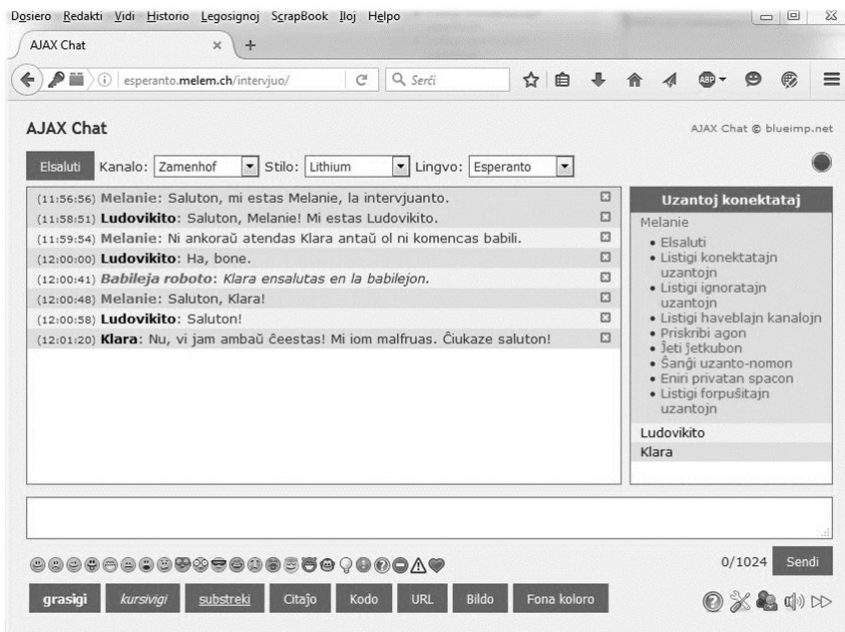 Dosiero Redakti Vidi Historio Legosignoj ScrapBook Iloj Helpo
AJAX Chat
esperanto.melem.ch/intervjuo/
Serĉi
ABP
AJAX Chat
AJAX Chat © blueimp.net
Elsaluti Kanalo: Zamenhof Stilo: Lithium Lingvo: Esperanto
(11:56:56) Melanie: Saluton, mi estas Melanie, la intervjuanto.
(11:58:51) Ludovikito: Saluton, Melanie! Mi estas Ludovikito.
(11:59:54) Melanie: Ni ankoraŭ atendas Klara antaŭ ol ni komencas babili.
(12:00:00) Ludovikito: Ha, bone.
(12:00:41) Babileja roboto: Klara ensalutas en la babilejon.
(12:00:48) Melanie: Saluton, Klara!
(12:00:58) Ludovikito: Saluton!
(12:01:20) Klara: Nu, vi jam ambaŭ ĉeestas! Mi iom malfruas. Ĉiukaze saluton!
Uzantoj konektataj
Melanie
• Elsaluti
• Listigi konektatajn
uzantojn
• Listigi ignoratajn
uzantojn
• Listigi haveblajn kanalojn
• Priskribi agon
• Ĵeti ĵetkubon
• Ŝanĝi uzanto-nomon
• Eniri privatan spacon
• Listigi forpuŝitajn
uzantojn
Ludovikito
Klara
0/1024 Sendi
grasigi kursivigi substreki Citaĵo Kodo URL Bildo Fona koloro